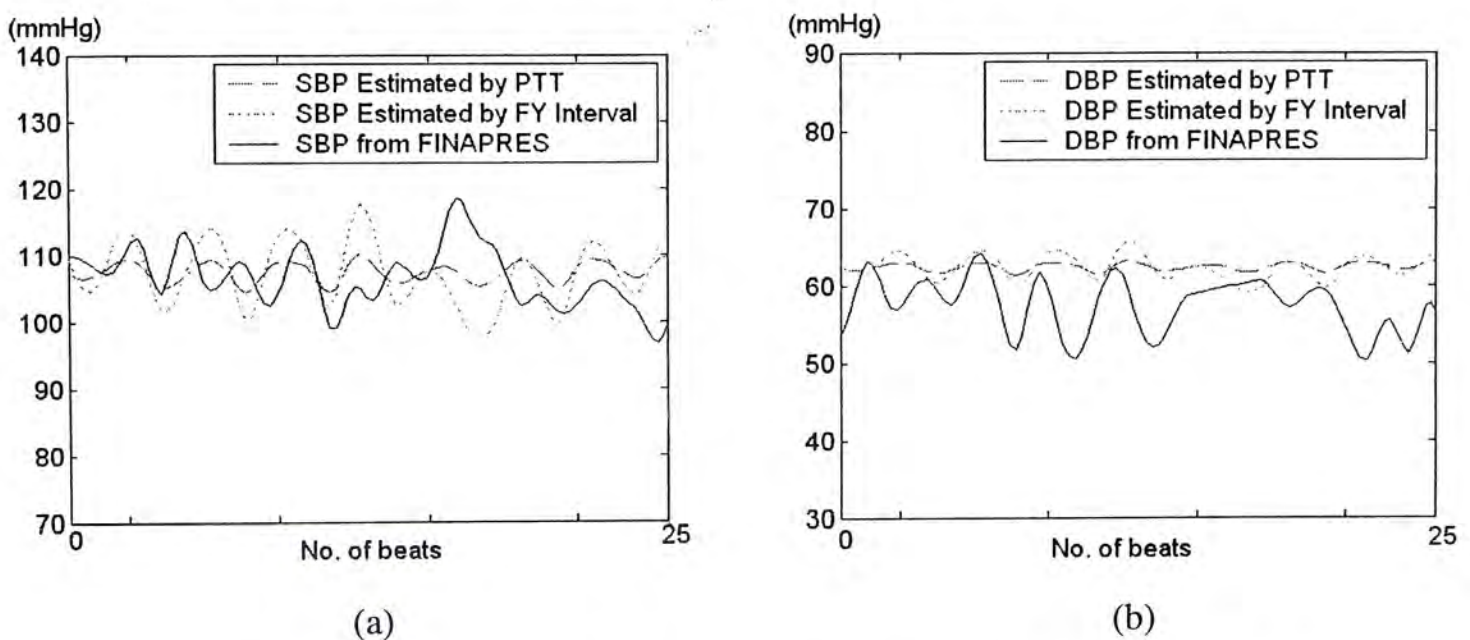 (mmHg)
140
130
120
110
100
90
80
70
0
25
No. of beats
SBP Estimated by PTT
SBP Estimated by FY Interval
SBP from FINAPRES
(a)
(mmHg)
90
80
70
60
50
40
30
0
25
No. of beats
DBP Estimated by PTT
DBP Estimated by FY Interval
DBP from FINAPRES
(b)